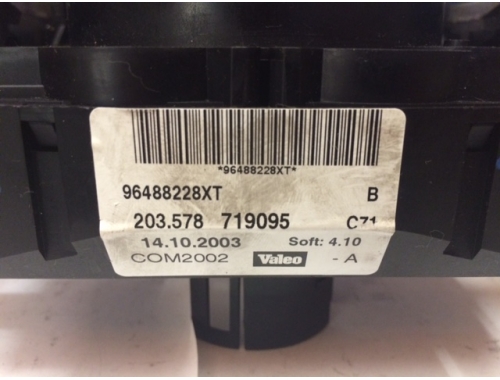 *96488228XT*
96488228XT B
203.578 719095 C71
14.10.2003 Soft: 4.10
COM2002 Valeo - A